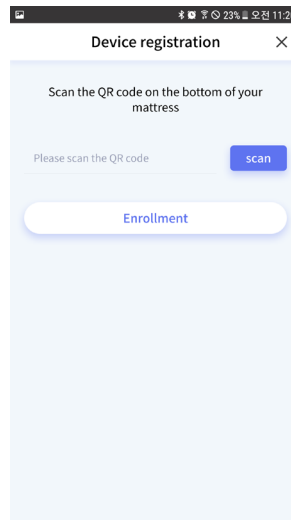 23% 오전 11:2
Device registration
Scan the QR code on the bottom of your
mattress
Please scan the QR code
scan
Enrollment